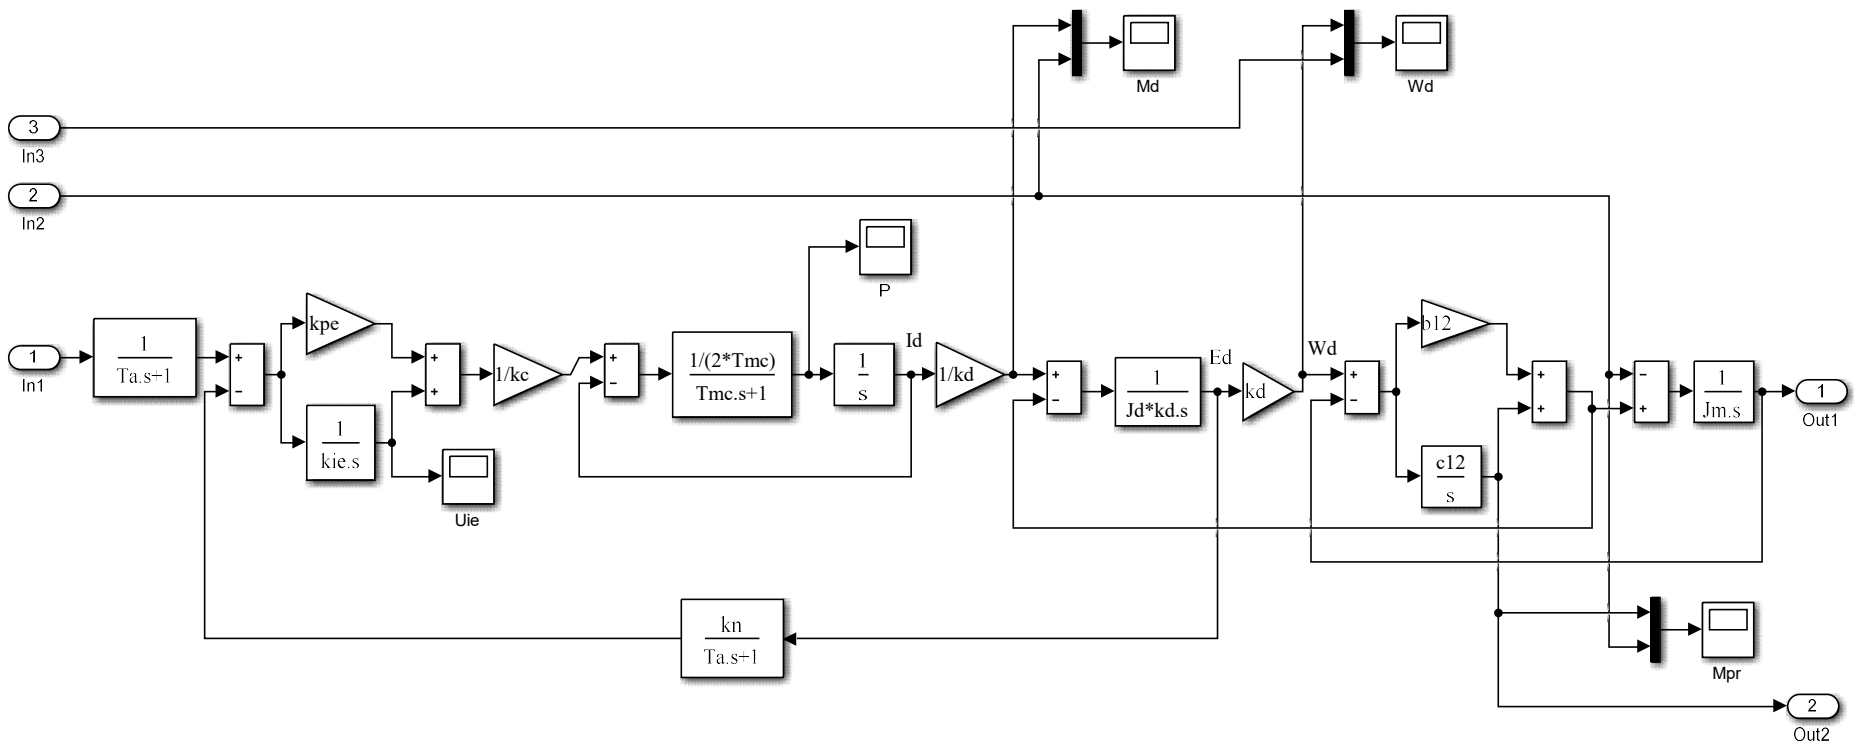 Md
Wd
3
In3
2
In2
P
1
In1
1
Ta.s+1
+
−
kpe
1
kie.s
Uie
+
+
1/kc
+
−
1/(2*Tmc)
Tmc.s+1
1
s
Id
1/kd
+
−
1
Jd*kd.s
Ed
kd
Wd
+
−
b12
c12
s
+
+
−
+
1
Jm.s
1
Out1
kn
Ta.s+1
Mpr
2
Out2